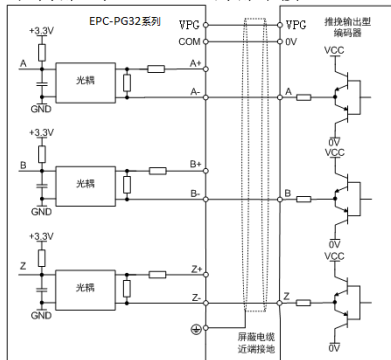 EPC-PG32系列
推挽输出型
编码器
VPG VPG
COM 0V
+3.3V VCC
A 光耦 A+
A- A
GND 0V
+3.3V VCC
B 光耦 B+
B- B
GND 0V
+3.3V VCC
Z 光耦 Z+
Z- Z
GND 0V
屏蔽电缆
近端接地